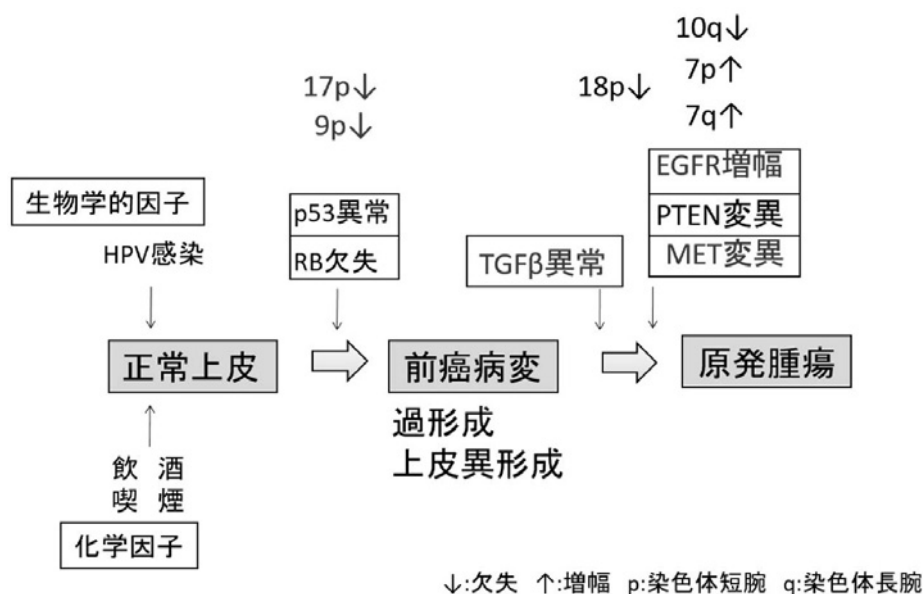 10q↓
17p↓
18p↓
7p↑
9p↓
7q↑
生物学的因子
HPV感染
p53異常
RB欠失
TGFβ異常
EGFR増幅
PTEN変異
MET変異
正常上皮
前癌病変
原発腫瘍
過形成
上皮異形成
飲 酒
喫 煙
化学因子
↓:欠失 ↑:増幅 p:染色体短腕 q:染色体長腕